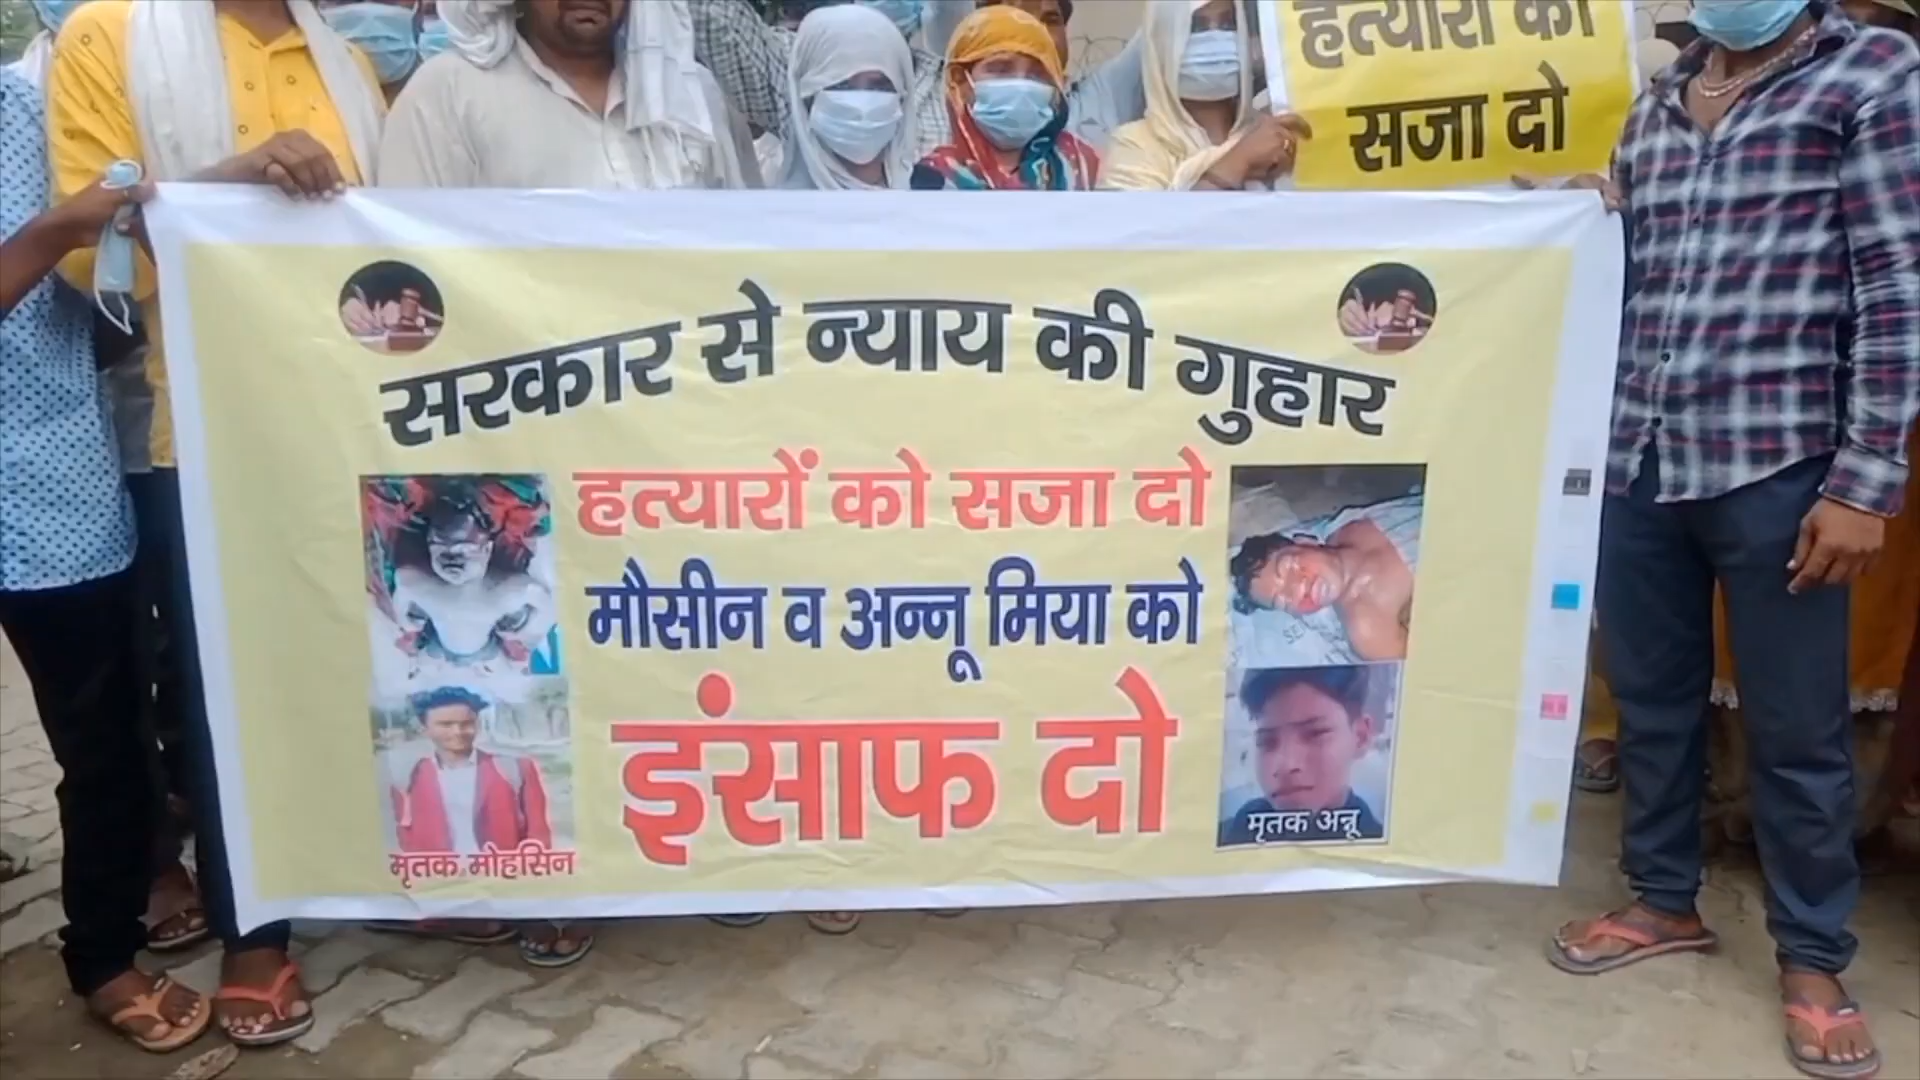 हत्यारों को
सजा दो
सरकार से न्याय की गुहार
हत्यारों को सजा दो
मौसीन व अन्नू मिया को
इंसाफ दो
मृतक मोहसिन
मृतक अन्नू